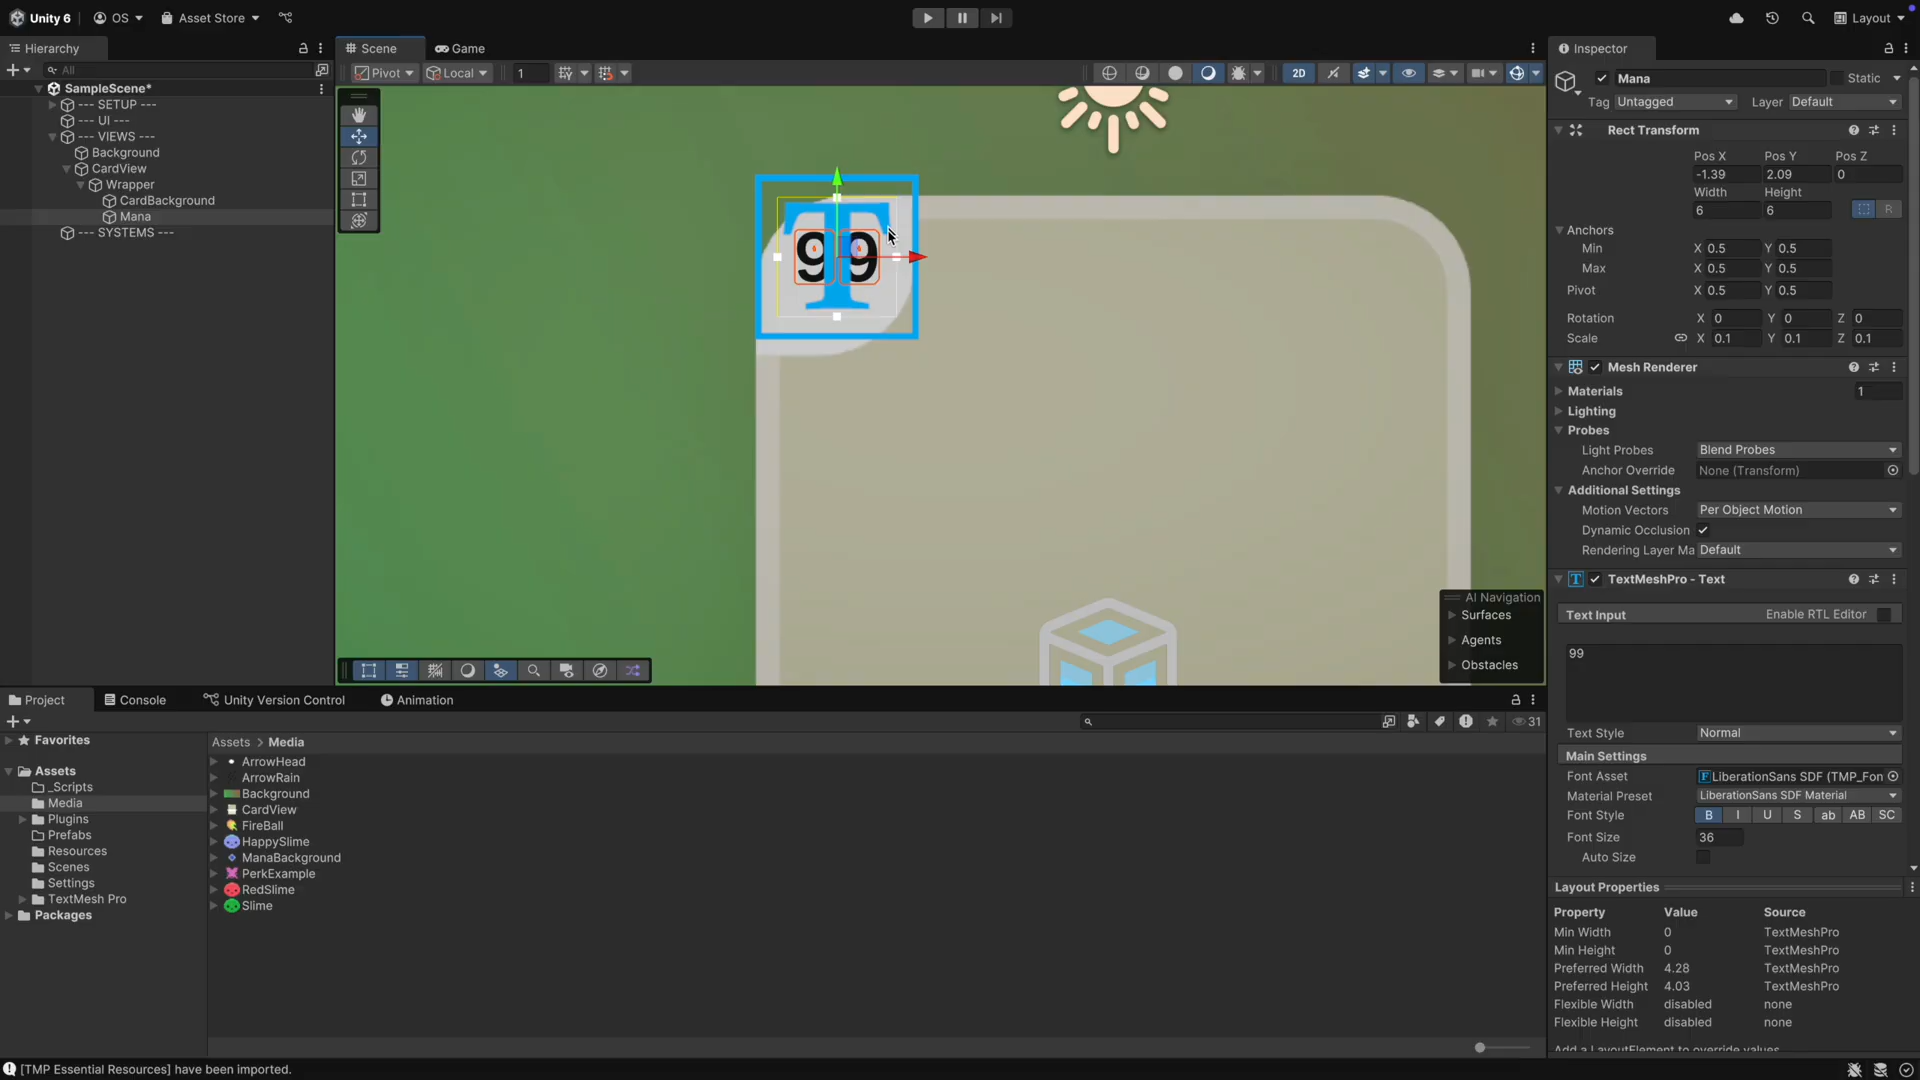 Unity 6 OS Asset Store Layout
Hierarchy
All
SampleScene*
--- SETUP ---
--- UI ---
--- VIEWS ---
Background
CardView
Wrapper
CardBackground
Mana
--- SYSTEMS ---
Scene Game
Pivot Local 1 2D
T
99
AI Navigation
Surfaces
Agents
Obstacles
Inspector
Mana Static
Tag Untagged Layer Default
Rect Transform
Pos X Pos Y Pos Z
-1.39 2.09 0
Width Height
6 6 R
Anchors
Min X 0.5 Y 0.5
Max X 0.5 Y 0.5
Pivot X 0.5 Y 0.5
Rotation X 0 Y 0 Z 0
Scale X 0.1 Y 0.1 Z 0.1
Mesh Renderer
Materials 1
Lighting
Probes
Light Probes Blend Probes
Anchor Override None (Transform)
Additional Settings
Motion Vectors Per Object Motion
Dynamic Occlusion
Rendering Layer Ma Default
TextMeshPro - Text
Text Input Enable RTL Editor
99
Text Style Normal
Main Settings
Font Asset F LiberationSans SDF (TMP_Fon
Material Preset LiberationSans SDF Material
Font Style B I U S ab AB SC
Font Size 36
Auto Size
Layout Properties
Property Value Source
Min Width 0 TextMeshPro
Min Height 0 TextMeshPro
Preferred Width 4.28 TextMeshPro
Preferred Height 4.03 TextMeshPro
Flexible Width disabled none
Flexible Height disabled none
Add a LayoutElement to override values
Project Console Unity Version Control Animation
31
Favorites
Assets
_Scripts
Media
Plugins
Prefabs
Resources
Scenes
Settings
TextMesh Pro
Packages
Assets > Media
ArrowHead
ArrowRain
Background
CardView
FireBall
HappySlime
ManaBackground
PerkExample
RedSlime
Slime
[TMP Essential Resources] have been imported.